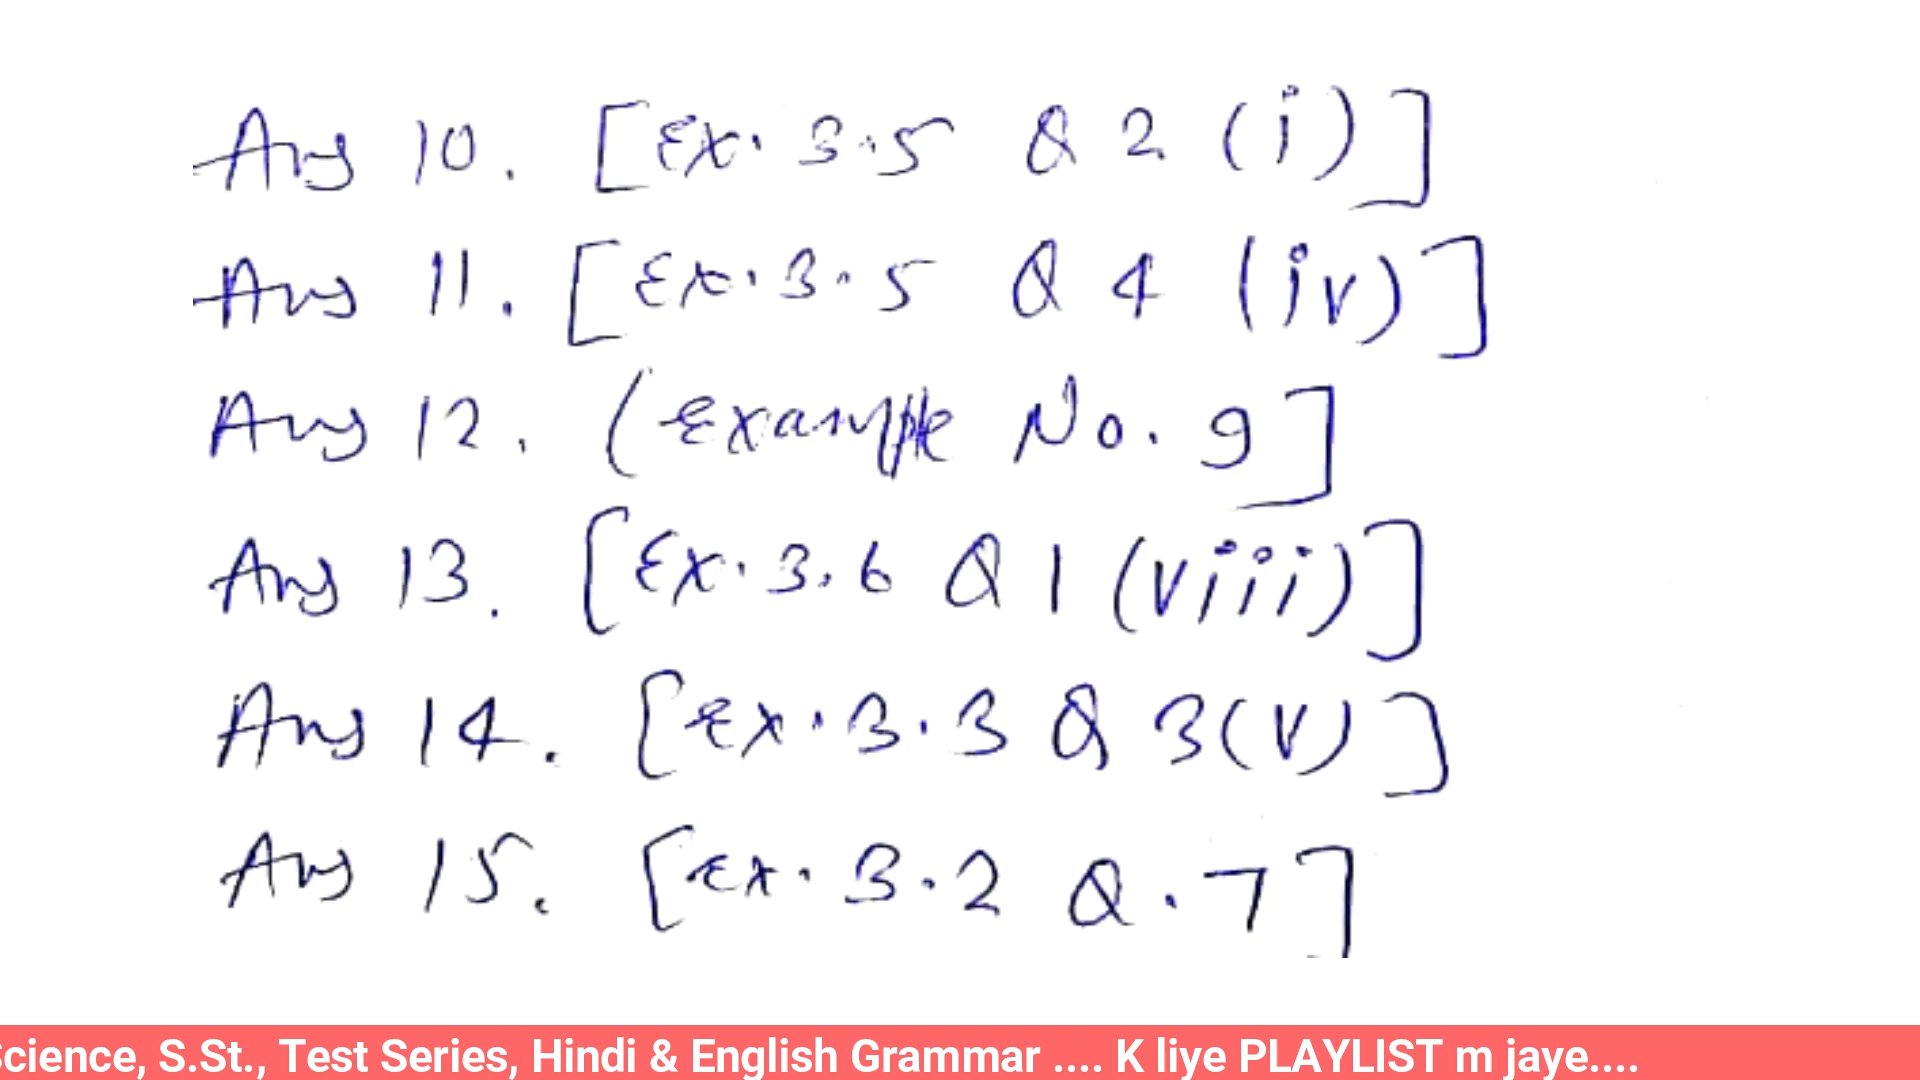 Ans 10. [Ex. 3.5 Q 2 (i)]
Ans 11. [Ex. 3.5 Q 4 (iv)]
Ans 12. (Example No. 9]
Ans 13. [Ex. 3.6 Q 1 (viii)]
Ans 14. [Ex. 3.3 Q 3(V)]
Ans 15. [Ex. 3.2 Q.7]
Science, S.St., Test Series, Hindi & English Grammar .... K liye PLAYLIST m jaye....